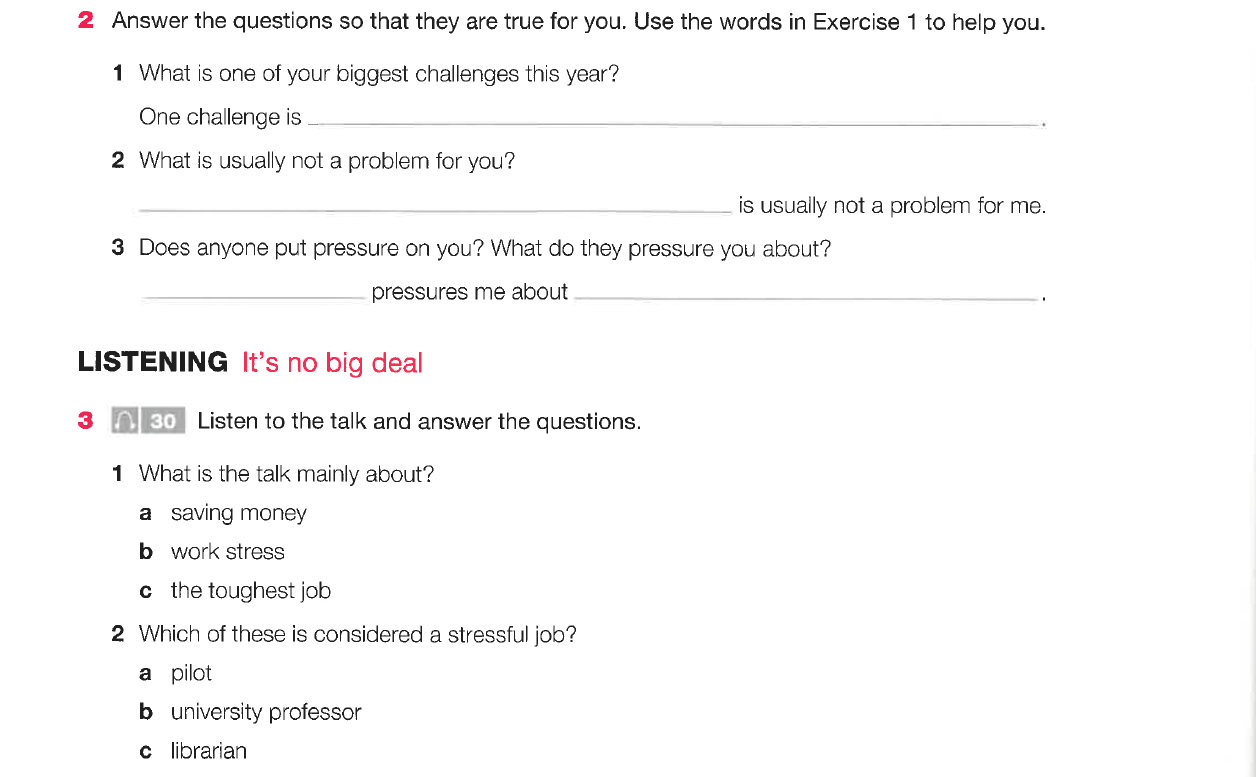 2 Answer the questions so that they are true for you. Use the words in Exercise 1 to help you.
1 What is one of your biggest challenges this year?
One challenge is ______.
2 What is usually not a problem for you?
______ is usually not a problem for me.
3 Does anyone put pressure on you? What do they pressure you about?
______ pressures me about ______.
LISTENING It's no big deal
3 30 Listen to the talk and answer the questions.
1 What is the talk mainly about?
a saving money
b work stress
c the toughest job
2 Which of these is considered a stressful job?
a pilot
b university professor
c librarian